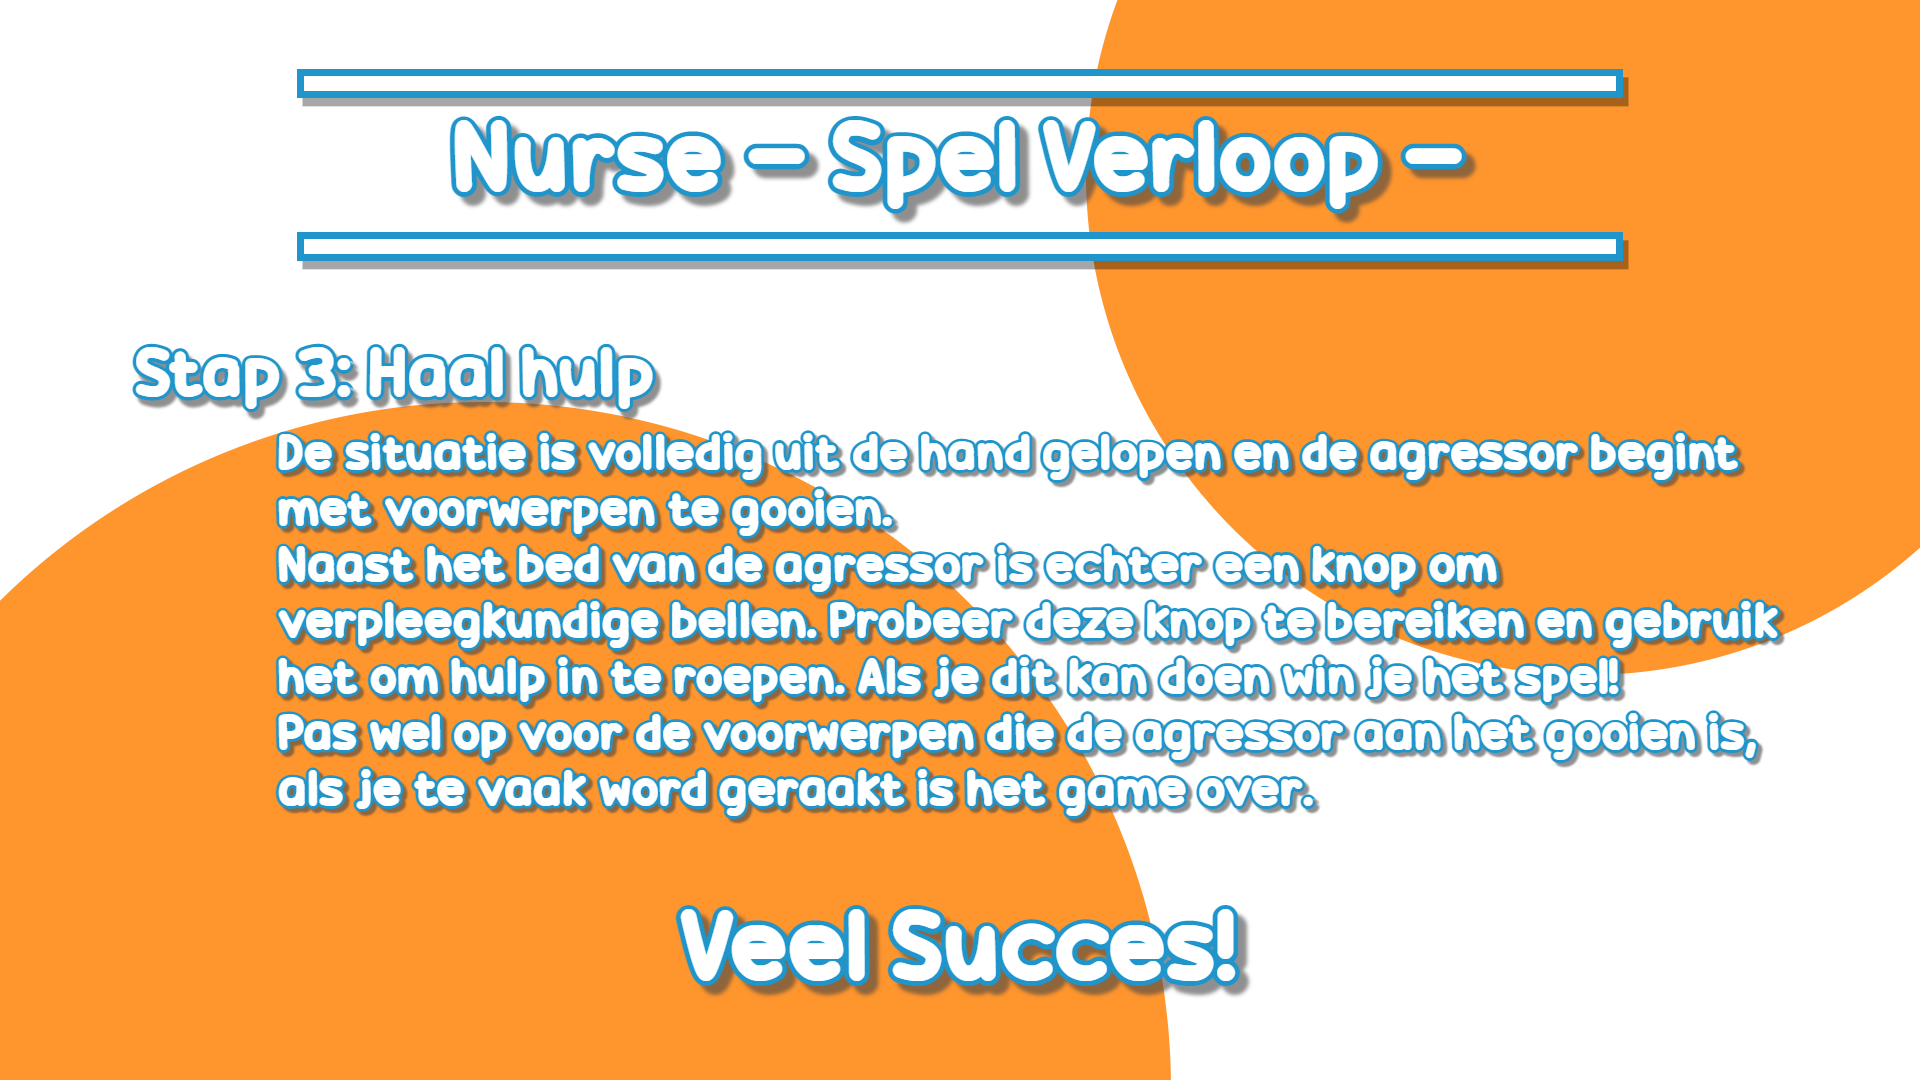 Nurse – Spel Verloop –
Stap 3: Haal hulp
De situatie is volledig uit de hand gelopen en de agressor begint
met voorwerpen te gooien.
Naast het bed van de agressor is echter een knop om
verpleegkundige bellen. Probeer deze knop te bereiken en gebruik
het om hulp in te roepen. Als je dit kan doen win je het spel!
Pas wel op voor de voorwerpen die de agressor aan het gooien is,
als je te vaak word geraakt is het game over.
Veel Succes!